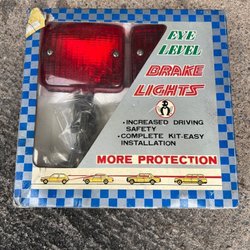 EYE
LEVEL
BRAKE
LIGHTS
• INCREASED DRIVING
SAFETY
• COMPLETE KIT-EASY
INSTALLATION
MORE PROTECTION